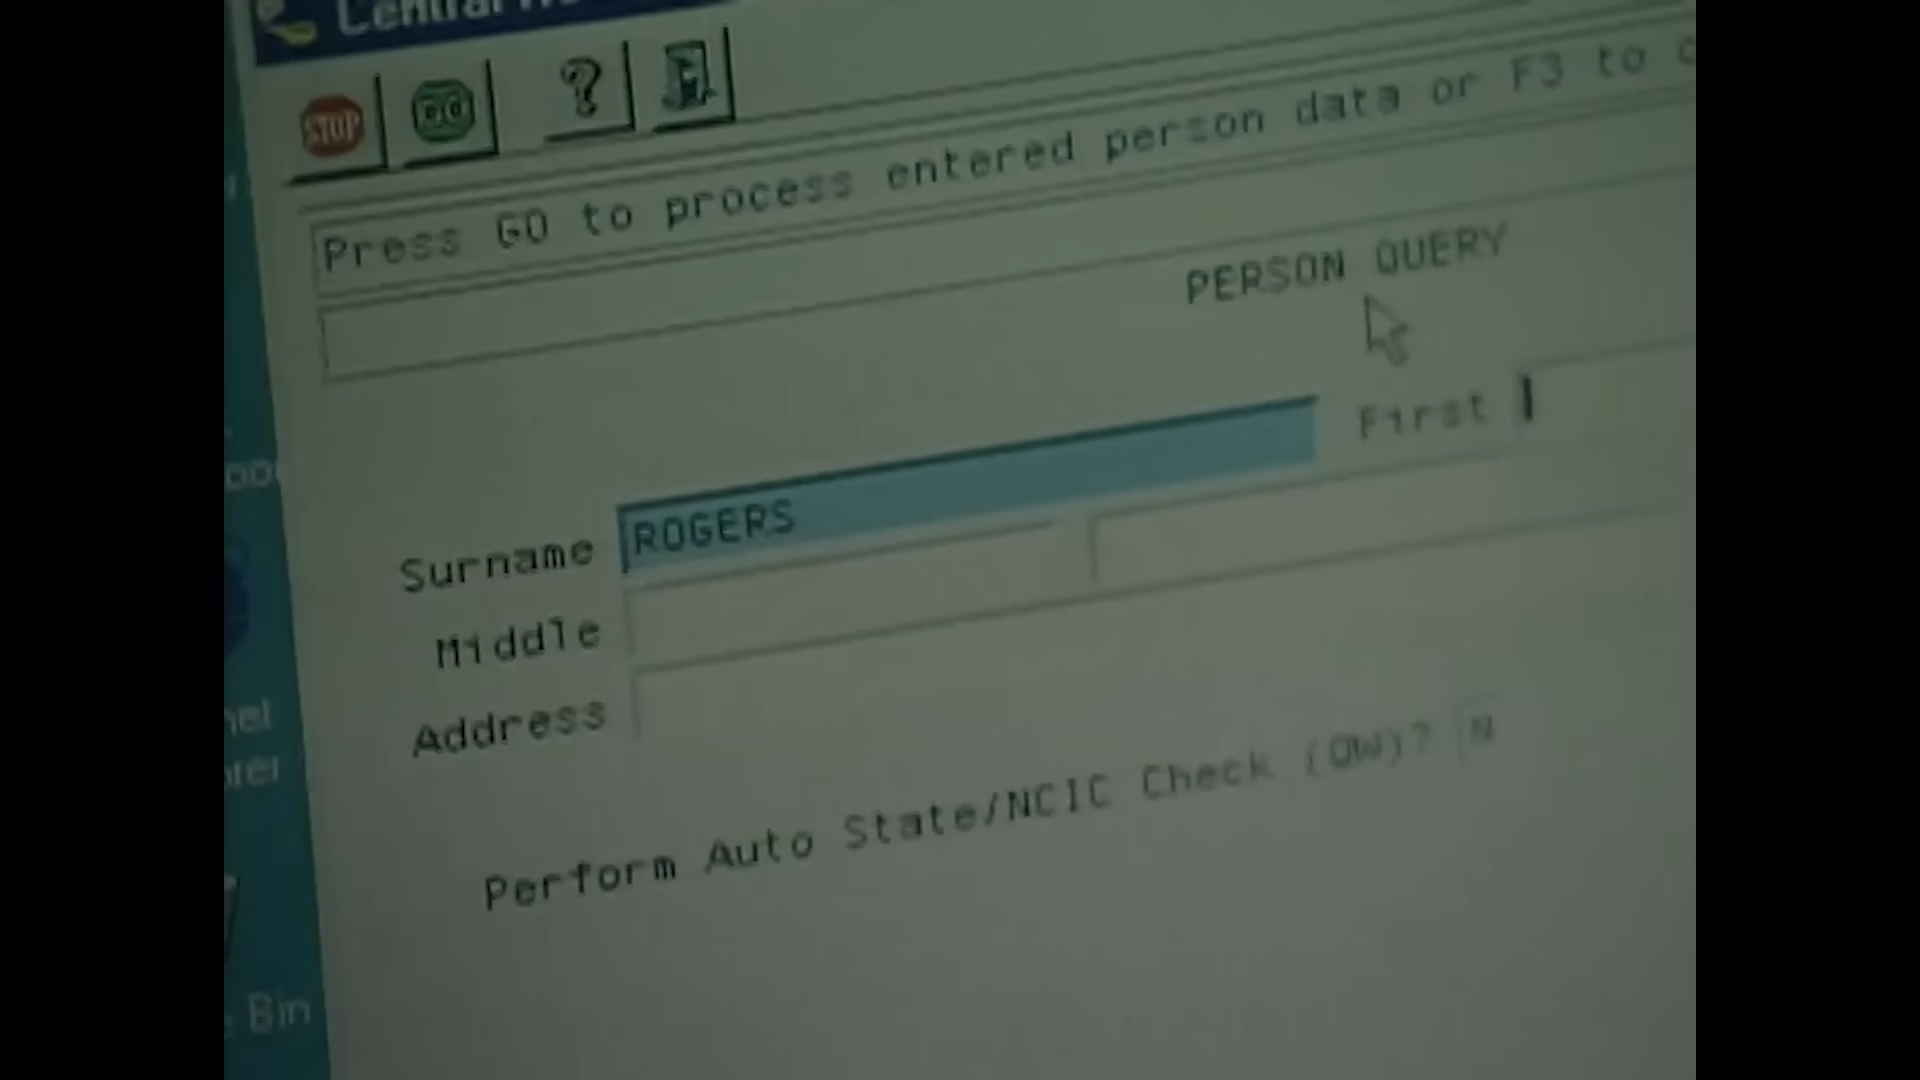 Central
STOP
GO
?
Press GO to process entered person data or F3 to
PERSON QUERY
Surname ROGERS First
Middle
Address
Perform Auto State/NCIC Check (QW)? N
Bin